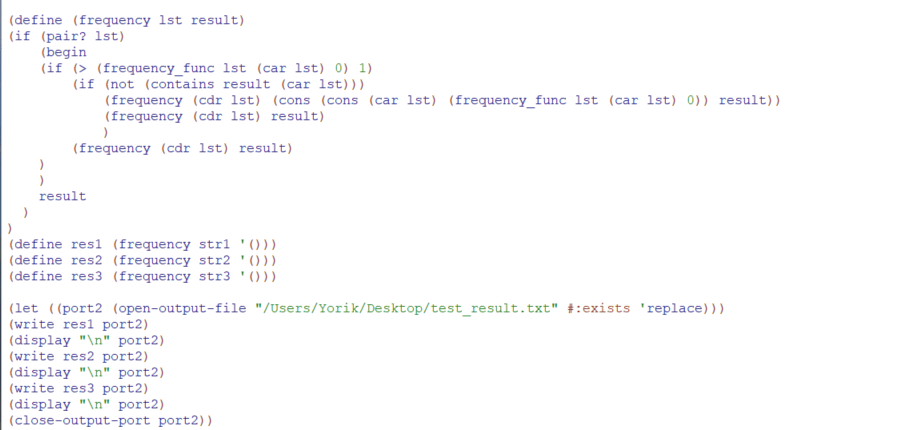 (define (frequency lst result)
(if (pair? lst)
    (begin
    (if (> (frequency_func lst (car lst) 0) 1)
        (if (not (contains result (car lst)))
            (frequency (cdr lst) (cons (cons (car lst) (frequency_func lst (car lst) 0)) result))
            (frequency (cdr lst) result)
            )
        (frequency (cdr lst) result)
    )
    )
    result
  )
)
(define res1 (frequency str1 '()))
(define res2 (frequency str2 '()))
(define res3 (frequency str3 '()))

(let ((port2 (open-output-file "/Users/Yorik/Desktop/test_result.txt" #:exists 'replace)))
(write res1 port2)
(display "\n" port2)
(write res2 port2)
(display "\n" port2)
(write res3 port2)
(display "\n" port2)
(close-output-port port2))